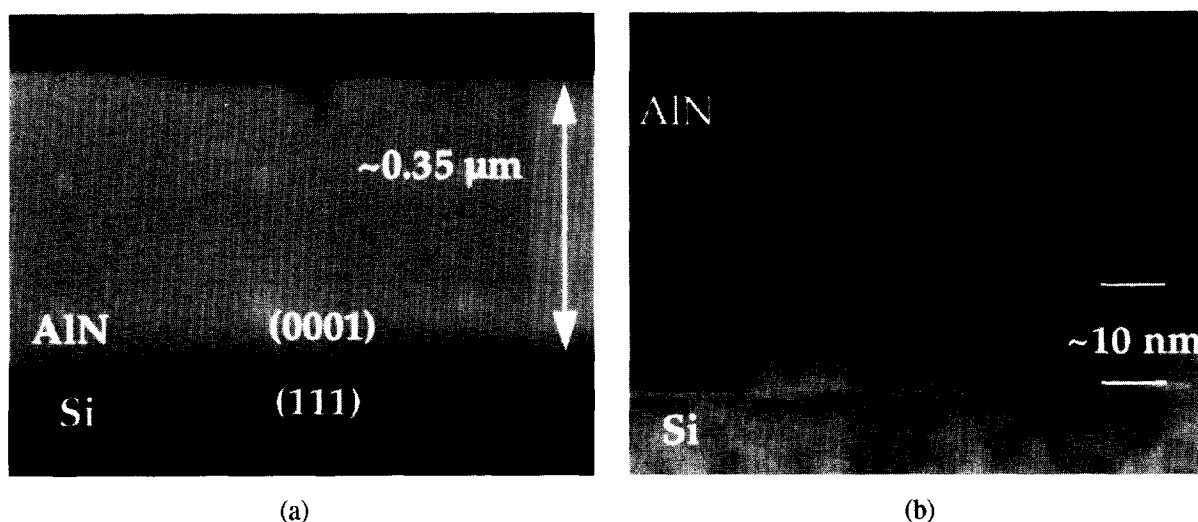 ~0.35 µm
AlN
(0001)
Si
(111)
(a)
AlN
~10 nm
Si
(b)